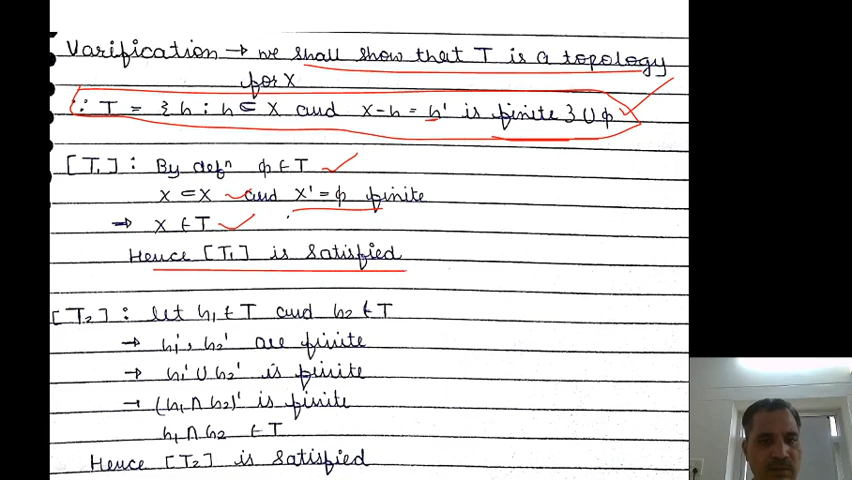 Varification → we shall show that T is a topology
for X
∵ T = { h : h ⊂ X and X-h = h' is finite } ∪ φ
[T₁] : By defⁿ φ ∈ T
X ⊂ X and X' = φ finite
⇒ X ∈ T
Hence [T₁] is satisfied
[T₂] : let h₁ ∈ T and h₂ ∈ T
→ h₁', h₂' are finite
→ h₁' ∪ h₂' is finite
→ (h₁ ∩ h₂)' is finite
h₁ ∩ h₂ ∈ T
Hence [T₂] is satisfied